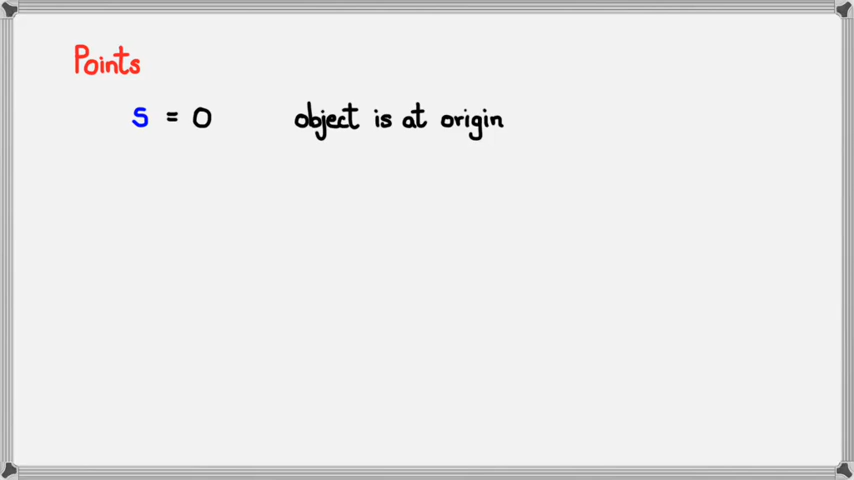 Points
s = 0 object is at origin